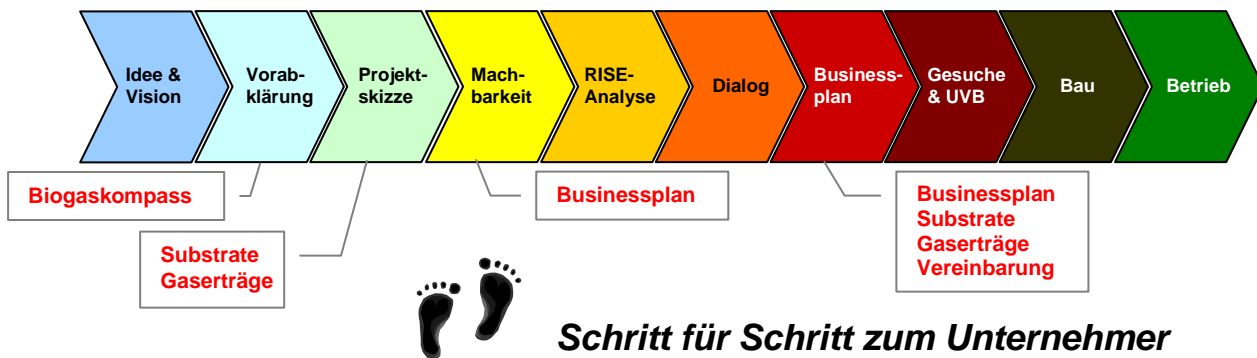 Idee &
Vision
Vorab-
klärung
Projekt-
skizze
Mach-
barkeit
RISE-
Analyse
Dialog
Business-
plan
Gesuche
& UVB
Bau
Betrieb
Biogaskompass
Substrate
Gaserträge
Businessplan
Businessplan
Substrate
Gaserträge
Vereinbarung
Schritt für Schritt zum Unternehmer